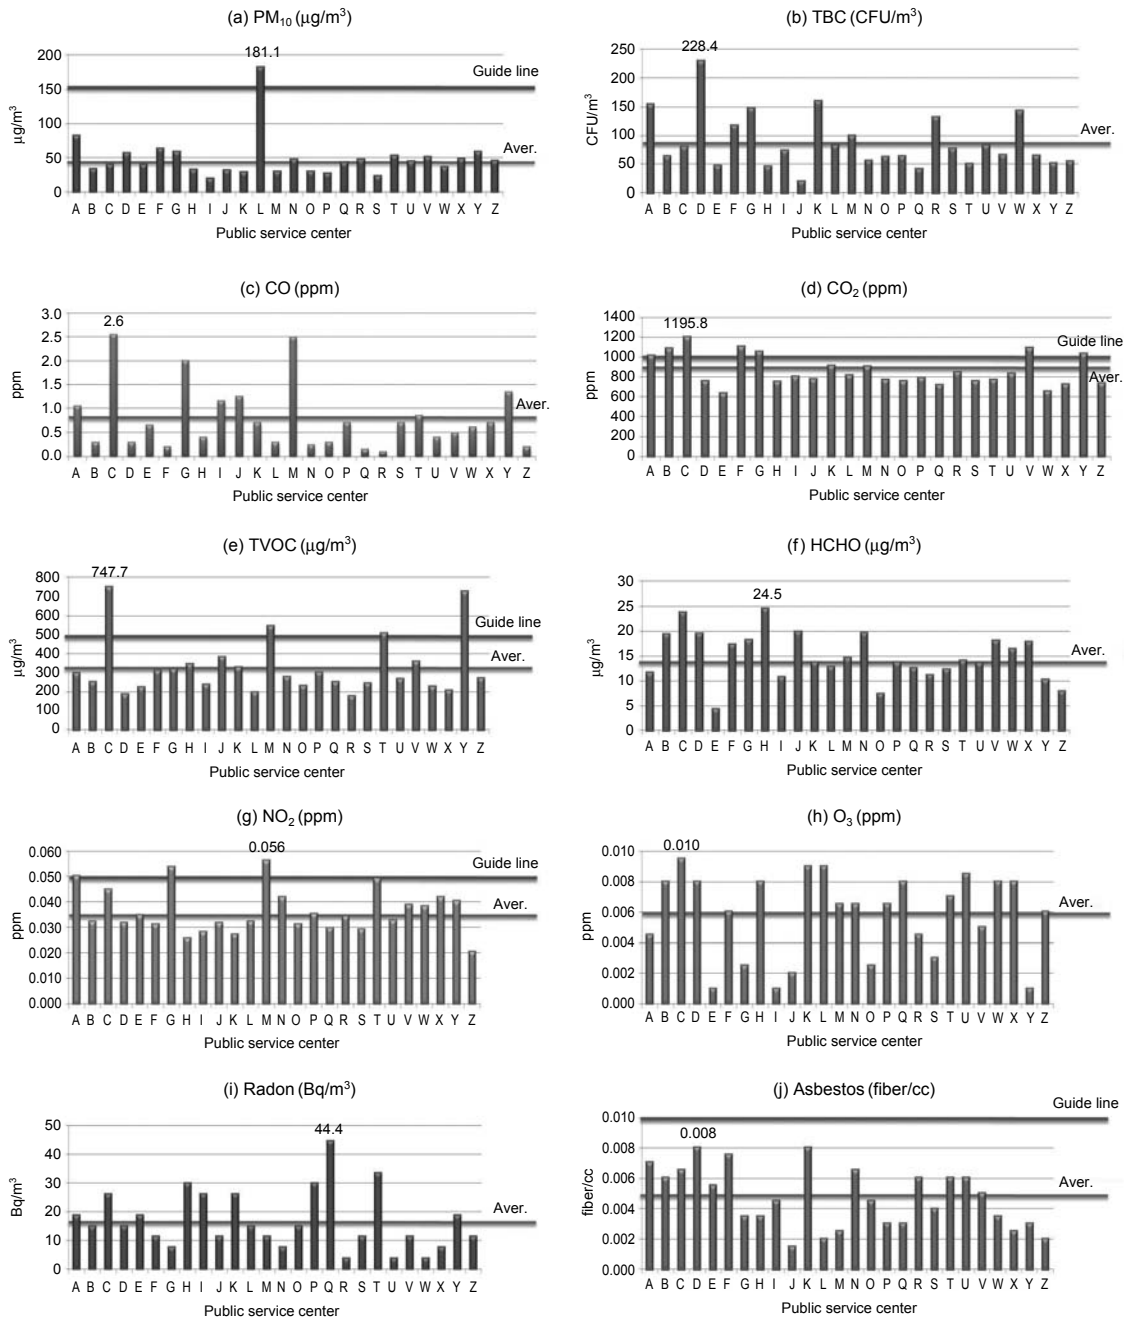 (a) PM10 (μg/m3)
200
150
100
50
0
μg/m3
181.1
Guide line
Aver.
A B C D E F G H I J K L M N O P Q R S T U V W X Y Z
Public service center
(b) TBC (CFU/m3)
250
200
150
100
50
0
CFU/m3
228.4
Aver.
A B C D E F G H I J K L M N O P Q R S T U V W X Y Z
Public service center
(c) CO (ppm)
3.0
2.5
2.0
1.5
1.0
0.5
0.0
ppm
2.6
Aver.
A B C D E F G H I J K L M N O P Q R S T U V W X Y Z
Public service center
(d) CO2 (ppm)
1400
1200
1000
800
600
400
200
0
ppm
1195.8
Guide line
Aver.
A B C D E F G H I J K L M N O P Q R S T U V W X Y Z
Public service center
(e) TVOC (μg/m3)
800
700
600
500
400
300
200
100
0
μg/m3
747.7
Guide line
Aver.
A B C D E F G H I J K L M N O P Q R S T U V W X Y Z
Public service center
(f) HCHO (μg/m3)
30
25
20
15
10
5
0
μg/m3
24.5
Aver.
A B C D E F G H I J K L M N O P Q R S T U V W X Y Z
Public service center
(g) NO2 (ppm)
0.060
0.050
0.040
0.030
0.020
0.010
0.000
ppm
0.056
Guide line
Aver.
A B C D E F G H I J K L M N O P Q R S T U V W X Y Z
Public service center
(h) O3 (ppm)
0.010
0.008
0.006
0.004
0.002
0.000
ppm
0.010
Aver.
A B C D E F G H I J K L M N O P Q R S T U V W X Y Z
Public service center
(i) Radon (Bq/m3)
50
40
30
20
10
0
Bq/m3
44.4
Aver.
A B C D E F G H I J K L M N O P Q R S T U V W X Y Z
Public service center
(j) Asbestos (fiber/cc)
0.010
0.008
0.006
0.004
0.002
0.000
fiber/cc
0.008
Guide line
Aver.
A B C D E F G H I J K L M N O P Q R S T U V W X Y Z
Public service center